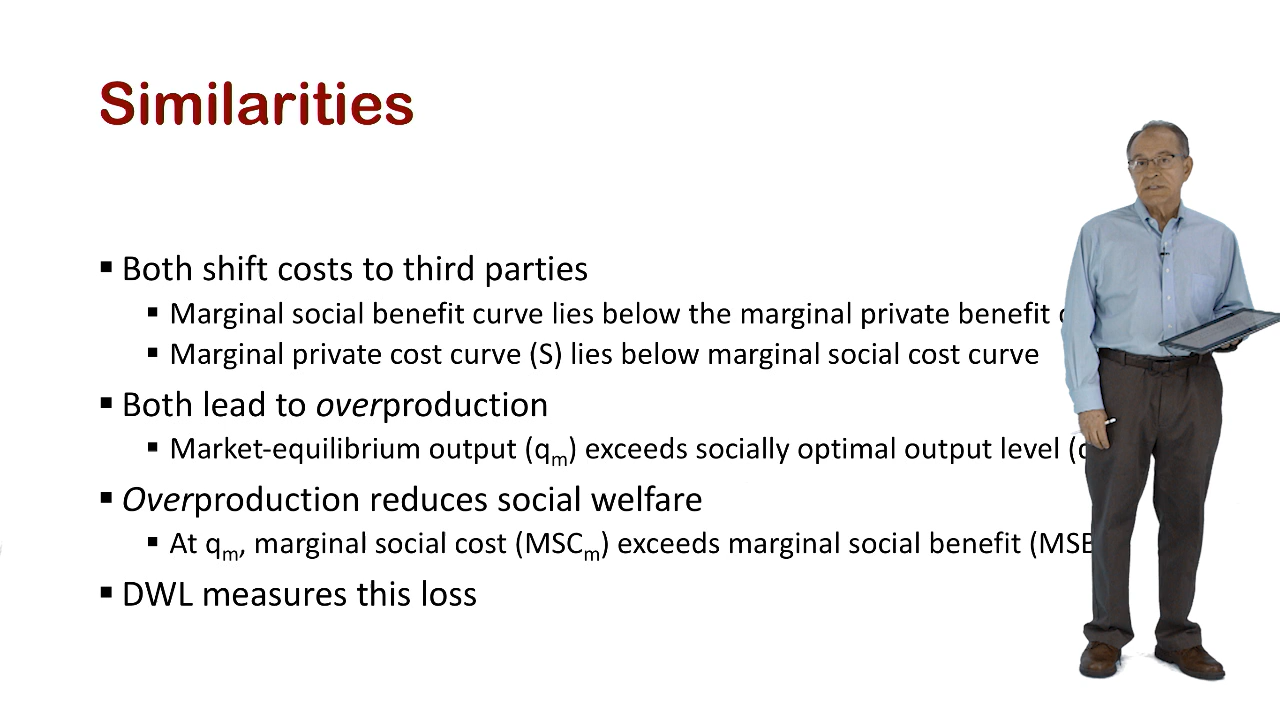 Similarities
▪ Both shift costs to third parties
▪ Marginal social benefit curve lies below the marginal private benefit
▪ Marginal private cost curve (S) lies below marginal social cost curve
▪ Both lead to overproduction
▪ Market-equilibrium output (qm) exceeds socially optimal output level
▪ Overproduction reduces social welfare
▪ At qm, marginal social cost (MSCm) exceeds marginal social benefit
▪ DWL measures this loss